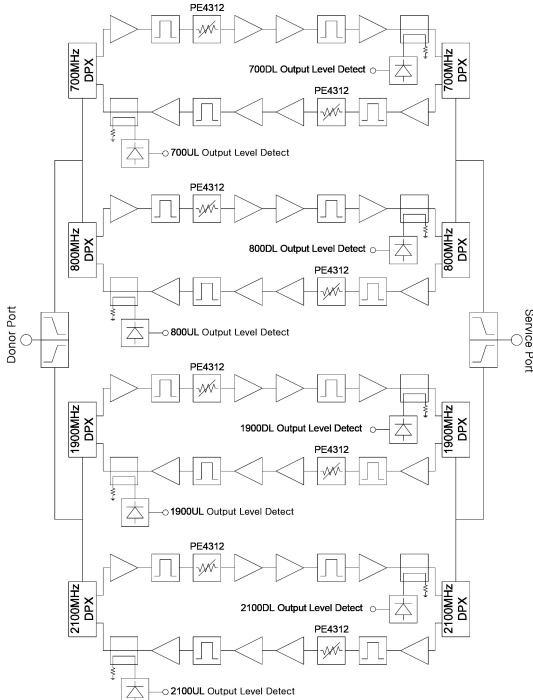 PE4312
700MHz
DPX
700MHz
DPX
700DL Output Level Detect
PE4312
700UL Output Level Detect
PE4312
800MHz
DPX
800MHz
DPX
800DL Output Level Detect
PE4312
800UL Output Level Detect
Donor Port
Service Port
PE4312
1900MHz
DPX
1900MHz
DPX
1900DL Output Level Detect
PE4312
1900UL Output Level Detect
PE4312
2100MHz
DPX
2100MHz
DPX
2100DL Output Level Detect
PE4312
2100UL Output Level Detect